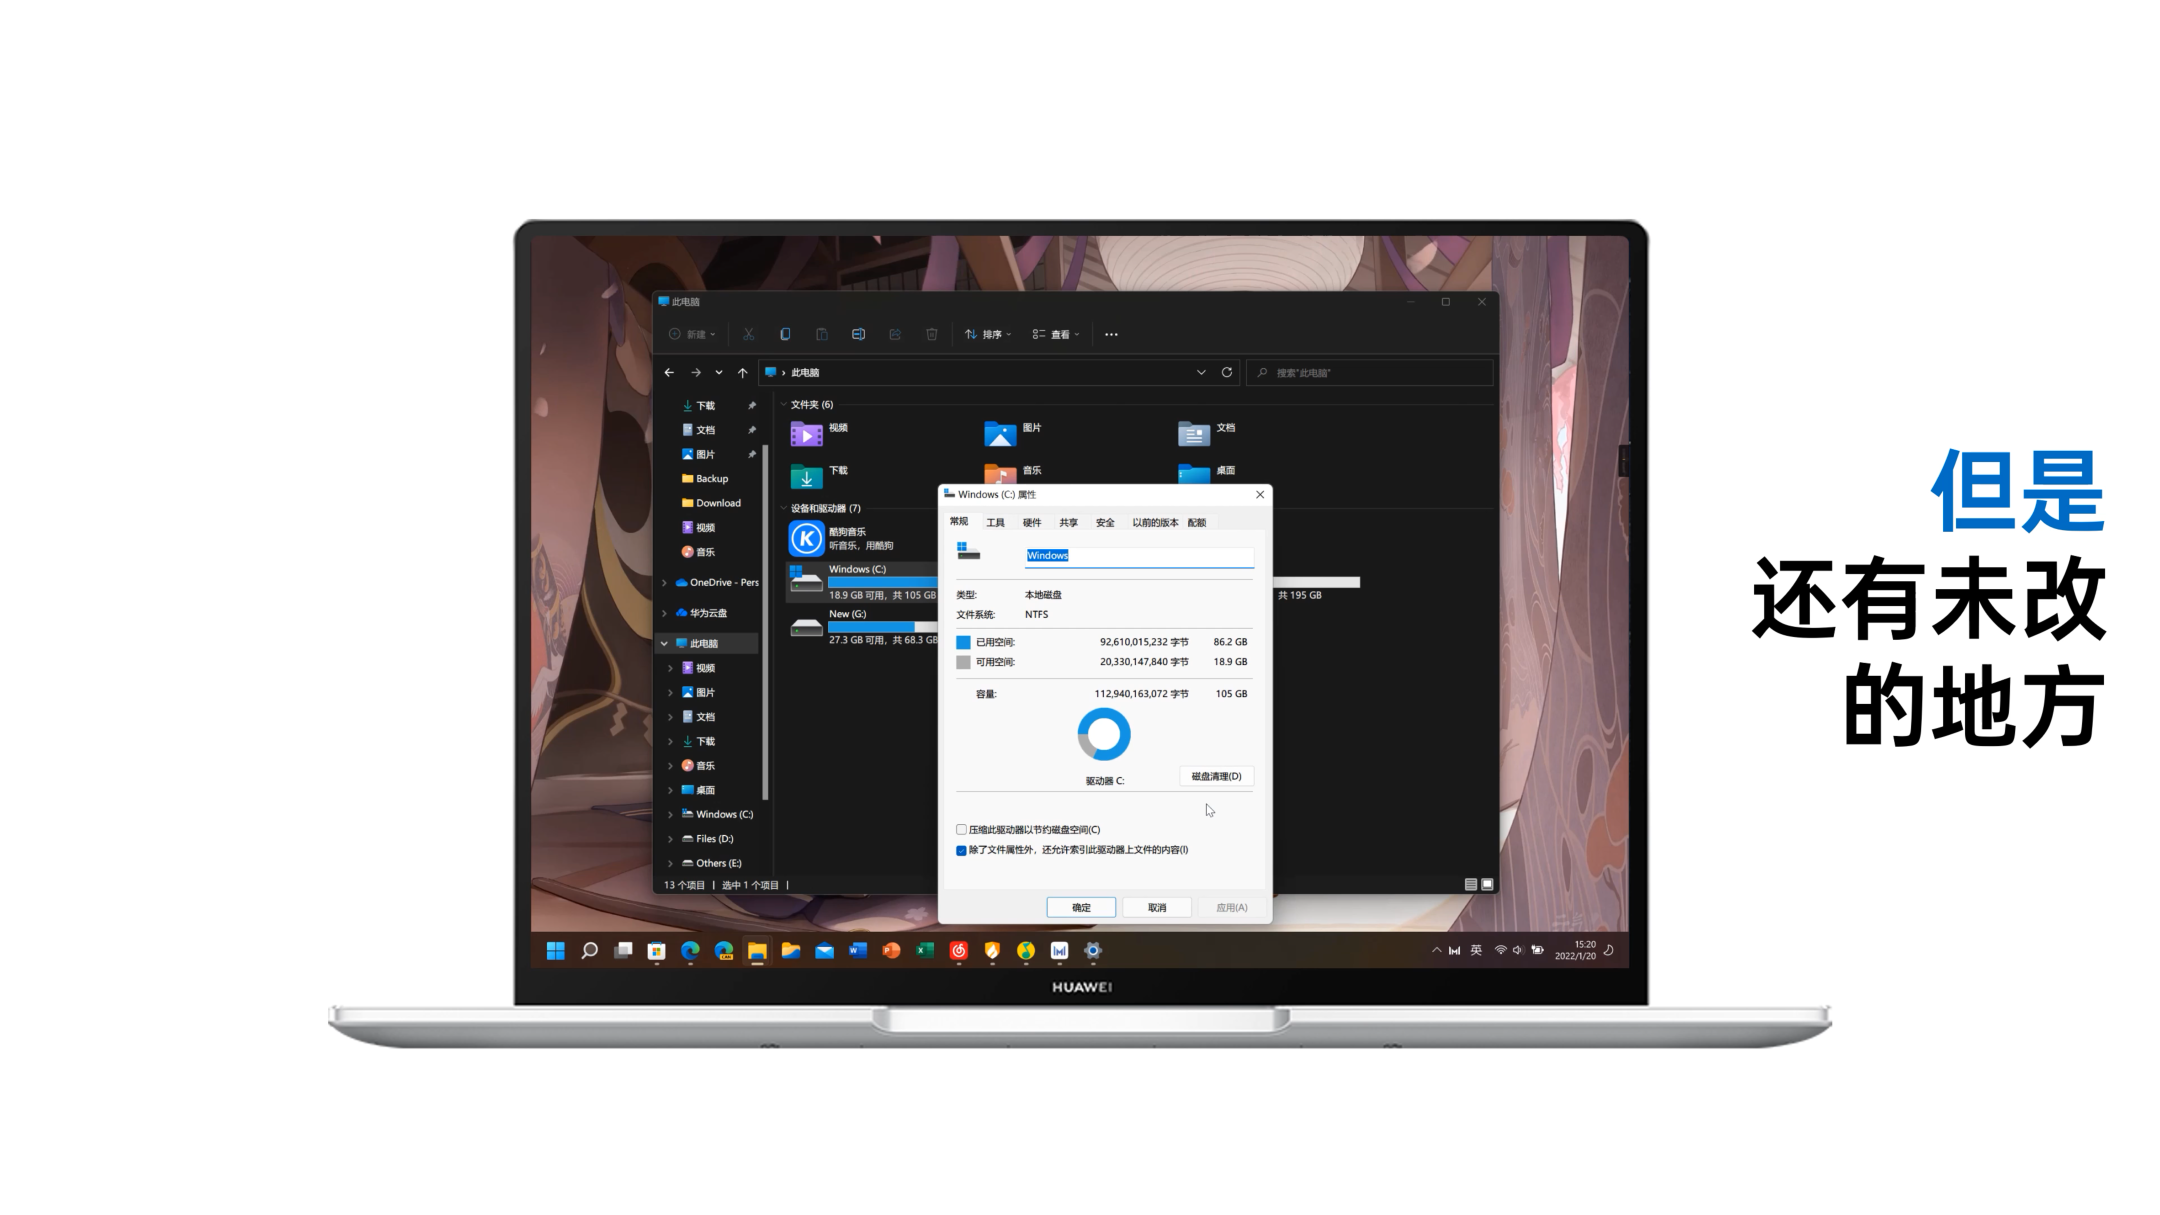 此电脑
新建
排序
查看
此电脑
搜索"此电脑"
下载
文档
图片
Backup
Download
视频
音乐
OneDrive - Pers
华为云盘
此电脑
视频
图片
文档
下载
音乐
桌面
Windows (C:)
Files (D:)
Others (E:)
13 个项目 | 选中 1 个项目 |
文件夹 (6)
视频
图片
文档
下载
音乐
桌面
设备和驱动器 (7)
酷狗音乐
听音乐，用酷狗
Windows (C:)
18.9 GB 可用，共 105 GB
共 195 GB
New (G:)
27.3 GB 可用，共 68.3 GB
Windows (C:) 属性
常规 工具 硬件 共享 安全 以前的版本 配额
Windows
类型: 本地磁盘
文件系统: NTFS
已用空间: 92,610,015,232 字节 86.2 GB
可用空间: 20,330,147,840 字节 18.9 GB
容量: 112,940,163,072 字节 105 GB
驱动器 C:
磁盘清理(D)
压缩此驱动器以节约磁盘空间(C)
除了文件属性外，还允许索引此驱动器上文件的内容(I)
确定 取消 应用(A)
英
15:20
2022/1/20
HUAWEI
但是
还有未改
的地方